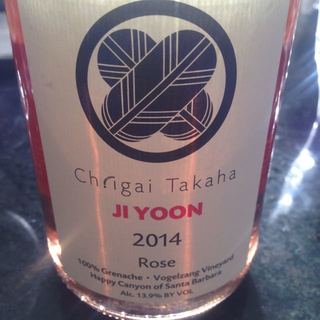 Chigai Takaha
JI YOON
2014
Rose
100% Grenache • Vogelzang Vineyard
Happy Canyon of Santa Barbara
Alc. 13.9% BY VOL